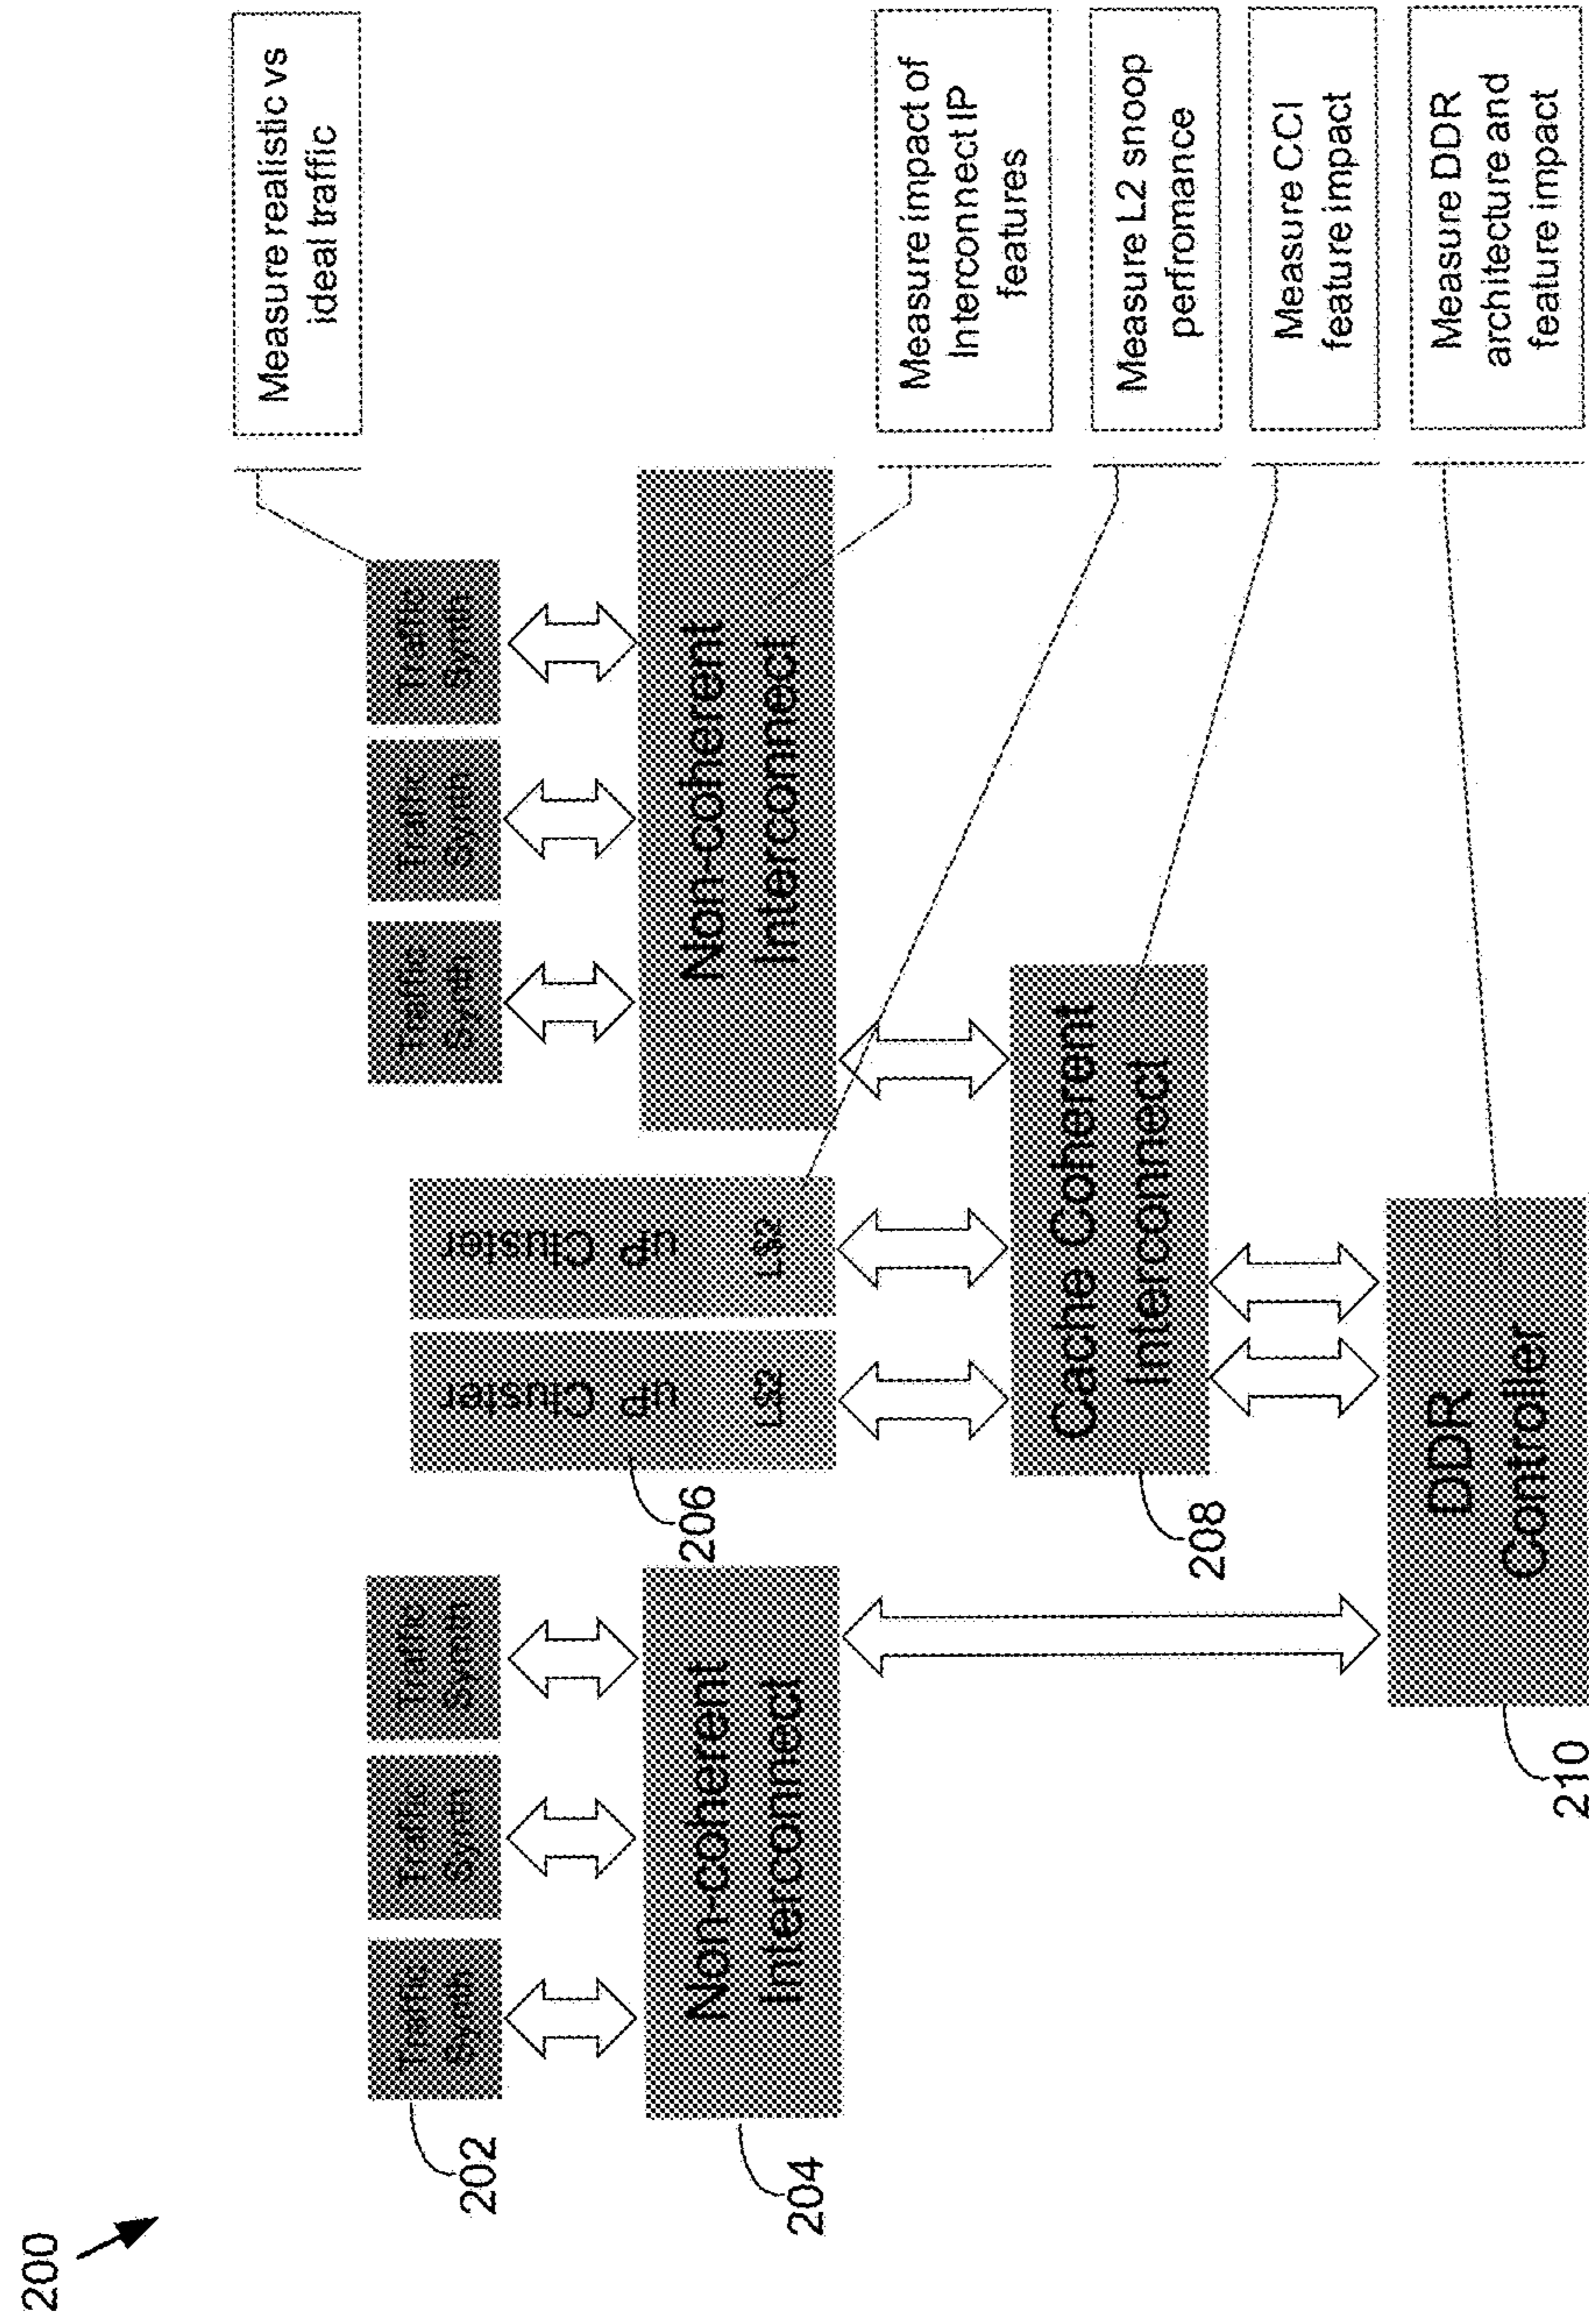 200
Measure realistic vs
ideal traffic
Traffic
Synth
Traffic
Synth
Traffic
Synth
Traffic
Synth
Traffic
Synth
Traffic
Synth
202
uP Cluster
uP Cluster
L$2
L$2
206
Non-coherent
Interconnect
204
Non-coherent
Interconnect
Measure impact of
Interconnect IP
features
Measure L2 snoop
perfromance
Cache Coherent
Interconnect
208
Measure CCI
feature impact
DDR
Controller
210
Measure DDR
architecture and
feature impact